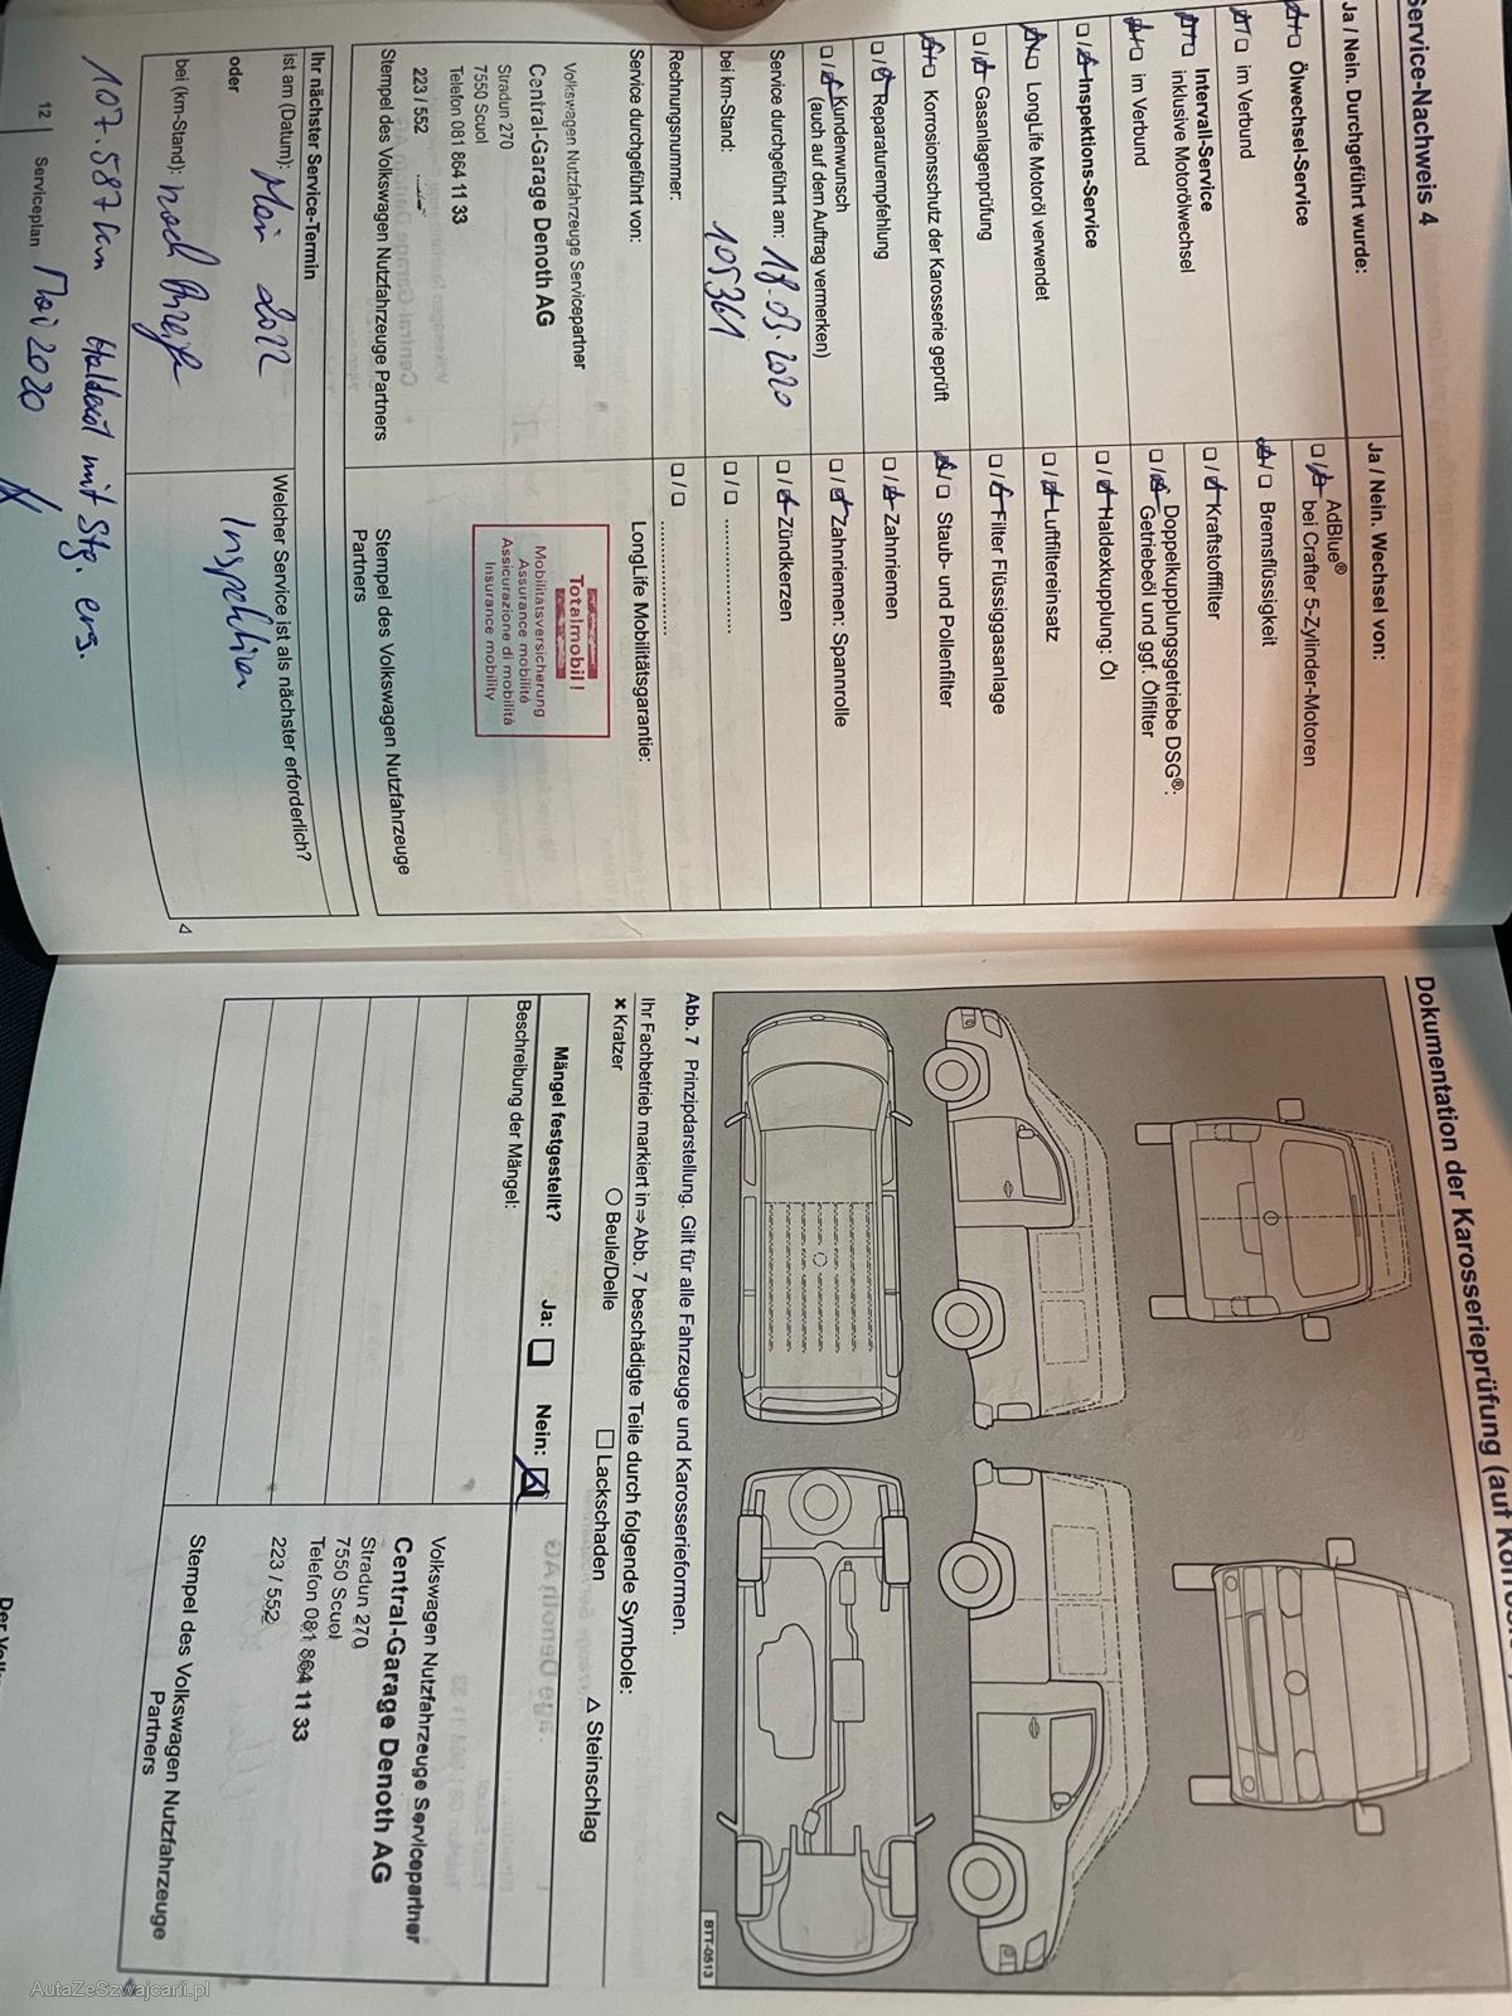 Service-Nachweis 4
Ja / Nein. Durchgeführt wurde:
Ölwechsel-Service
im Verbund
Intervall-Service
inklusive Motorölwechsel
im Verbund
Inspektions-Service
LongLife Motoröl verwendet
Gasanlagenprüfung
Korrosionsschutz der Karosserie geprüft
Reparaturempfehlung
Kundenwunsch
(auch auf dem Auftrag vermerken)
Service durchgeführt am: 18.03.2020
bei km-Stand: 105361
Rechnungsnummer:
Service durchgeführt von:
Volkswagen Nutzfahrzeuge Servicepartner
Central-Garage Denoth AG
Stradun 270
7550 Scuol
Telefon 081 864 11 33
223 / 552
Stempel des Volkswagen Nutzfahrzeuge Partners
Ja / Nein. Wechsel von:
AdBlue®
bei Crafter 5-Zylinder-Motoren
Bremsflüssigkeit
Kraftstofffilter
Doppelkupplungsgetriebe DSG®:
Getriebeöl und ggf. Ölfilter
Haldexkupplung: Öl
Luftfiltereinsatz
Filter Flüssiggasanlage
Staub- und Pollenfilter
Zahnriemen
Zahnriemen: Spannrolle
Zündkerzen
LongLife Mobilitätsgarantie:
Totalmobil!
Mobilitätsversicherung
Assurance mobilité
Assicurazione di mobilità
Insurance mobility
Stempel des Volkswagen Nutzfahrzeuge
Partners
Ihr nächster Service-Termin
ist am (Datum): Mai 2022
oder
bei (km-Stand): nach Anzeige
Welcher Service ist als nächster erforderlich?
Inspektion
107.587 km Haldex mit Stg. ers.
Mai 2020
12 Serviceplan
Dokumentation der Karosserieprüfung (auf
BTT-0513
Abb. 7 Prinzipdarstellung. Gilt für alle Fahrzeuge und Karosserieformen.
Ihr Fachbetrieb markiert in ⇒ Abb. 7 beschädigte Teile durch folgende Symbole:
× Kratzer ○ Beule/Delle □ Lackschaden △ Steinschlag
Mängel festgestellt? Ja: Nein:
Beschreibung der Mängel:
Volkswagen Nutzfahrzeuge Servicepartner
Central-Garage Denoth AG
Stradun 270
7550 Scuol
Telefon 081 864 11 33
223 / 552
Stempel des Volkswagen Nutzfahrzeuge
Partners
AutaZeSzwajcarii.pl